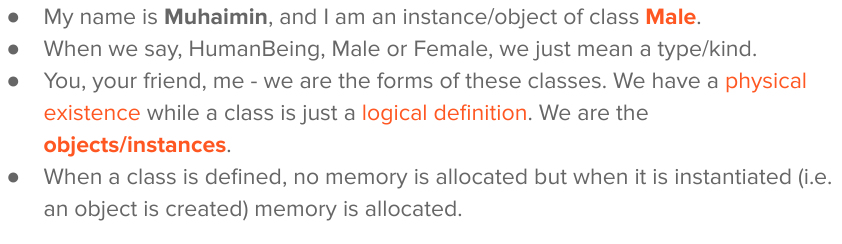 ● My name is Muhaimin, and I am an instance/object of class Male.
● When we say, HumanBeing, Male or Female, we just mean a type/kind.
● You, your friend, me - we are the forms of these classes. We have a physical
existence while a class is just a logical definition. We are the
objects/instances.
● When a class is defined, no memory is allocated but when it is instantiated (i.e.
an object is created) memory is allocated.